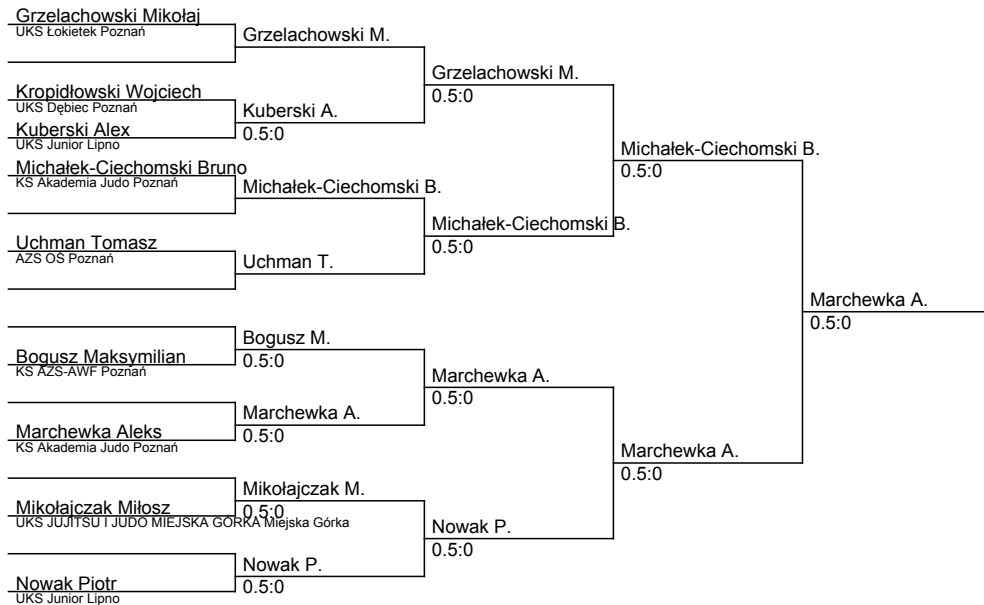 Grzelachowski Mikołaj
UKS Łokietek Poznań
Kropidłowski Wojciech
UKS Dębiec Poznań
Kuberski Alex
UKS Junior Lipno
Michałek-Ciechomski Bruno
KS Akademia Judo Poznań
Uchman Tomasz
AZS OŚ Poznań
Bogusz Maksymilian
KS AZS-AWF Poznań
Marchewka Aleks
KS Akademia Judo Poznań
Mikołajczak Miłosz
UKS JUJITSU I JUDO MIEJSKA GÓRKA Miejska Górka
Nowak Piotr
UKS Junior Lipno
Grzelachowski M.
Kuberski A.
0.5:0
Michałek-Ciechomski B.
Uchman T.
Bogusz M.
0.5:0
Marchewka A.
0.5:0
Mikołajczak M.
0.5:0
Nowak P.
0.5:0
Grzelachowski M.
0.5:0
Michałek-Ciechomski B.
0.5:0
Marchewka A.
0.5:0
Nowak P.
0.5:0
Michałek-Ciechomski B.
0.5:0
Marchewka A.
0.5:0
Marchewka A.
0.5:0